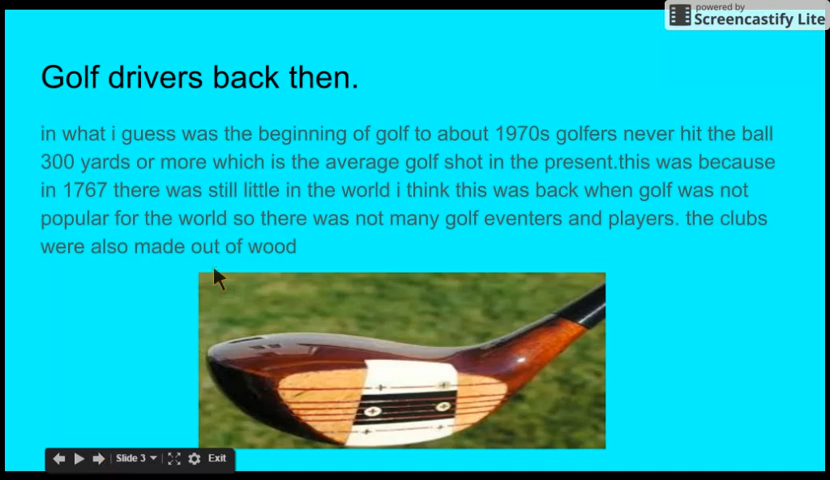 powered by
Screencastify Lite
Golf drivers back then.
in what i guess was the beginning of golf to about 1970s golfers never hit the ball
300 yards or more which is the average golf shot in the present.this was because
in 1767 there was still little in the world i think this was back when golf was not
popular for the world so there was not many golf eventers and players. the clubs
were also made out of wood
Slide 3
Exit